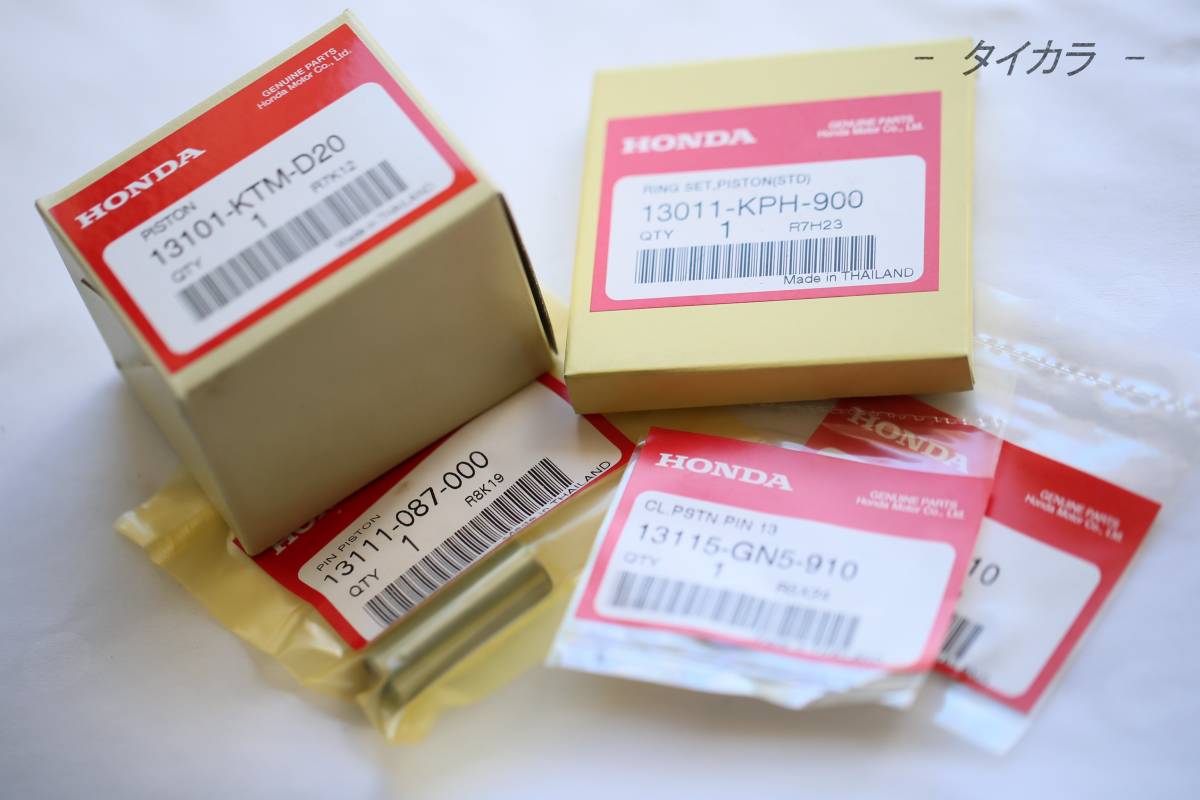 - タイカラ -
HONDA
GENUINE PARTS
Honda Motor Co., Ltd.
PISTON
13101-KTM-D20
QTY 1 R7K12
Made in THAILAND
HONDA
GENUINE PARTS
Honda Motor Co., Ltd.
RING SET,PISTON(STD)
13011-KPH-900
QTY 1 R7H23
Made in THAILAND
PIN PISTON
13111-087-000
QTY 1 R8K19
THAILAND
HONDA
GENUINE PARTS
Honda Motor Co., Ltd.
CL.PSTN PIN 13
13115-GN5-910
QTY 1
HONDA
GENUINE PARTS
Honda Motor Co., Ltd.
10